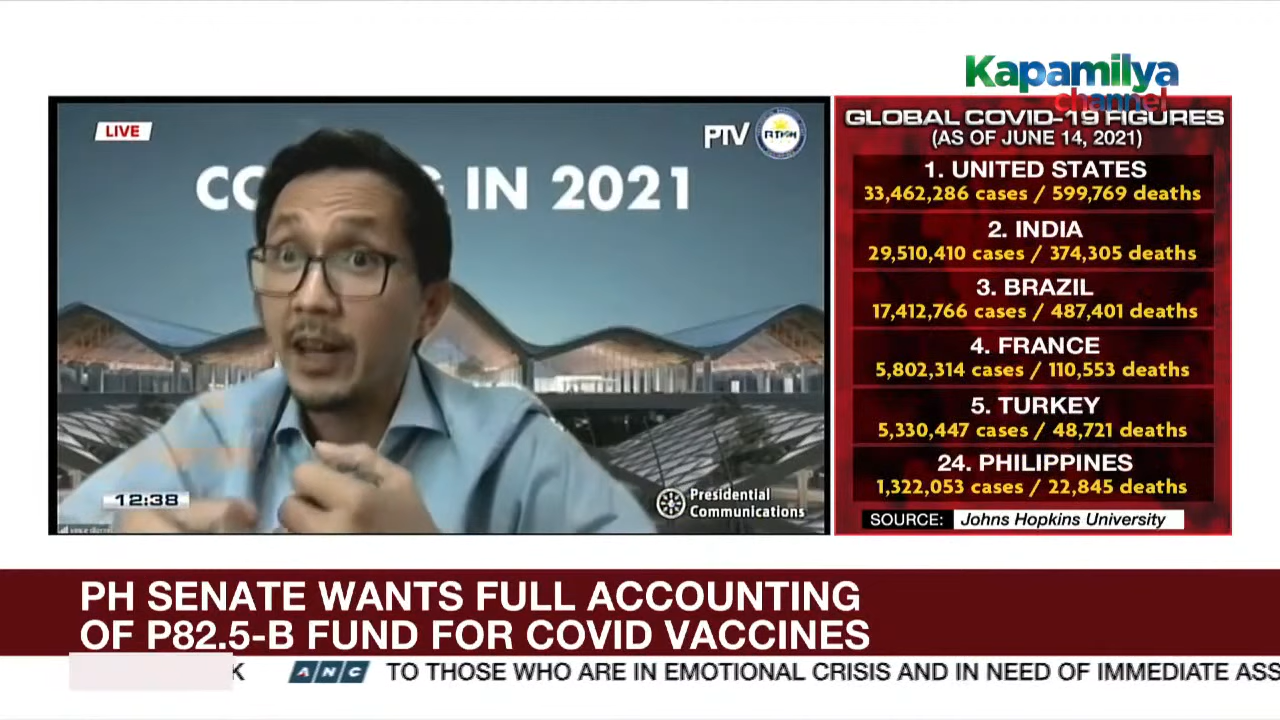 Kapamilya
channel
LIVE
PTV
IN 2021
GLOBAL COVID-19 FIGURES
(AS OF JUNE 14, 2021)
1. UNITED STATES
33,462,286 cases / 599,769 deaths
2. INDIA
29,510,410 cases / 374,305 deaths
3. BRAZIL
17,412,766 cases / 487,401 deaths
4. FRANCE
5,802,314 cases / 110,553 deaths
5. TURKEY
5,330,447 cases / 48,721 deaths
24. PHILIPPINES
1,322,053 cases / 22,845 deaths
SOURCE: Johns Hopkins University
12:38
Presidential
Communications
PH SENATE WANTS FULL ACCOUNTING
OF P82.5-B FUND FOR COVID VACCINES
K ANC TO THOSE WHO ARE IN EMOTIONAL CRISIS AND IN NEED OF IMMEDIATE ASS